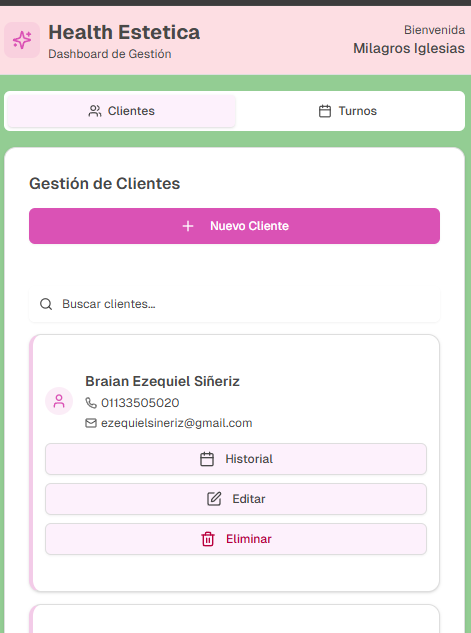 Health Estetica
Dashboard de Gestión
Bienvenida
Milagros Iglesias
Clientes
Turnos
Gestión de Clientes
Nuevo Cliente
Buscar clientes...
Braian Ezequiel Siñeriz
01133505020
ezequielsineriz@gmail.com
Historial
Editar
Eliminar